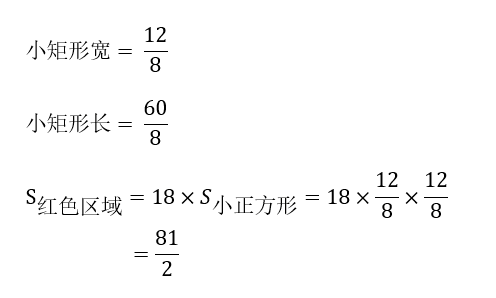 小矩形宽 = 12/8
小矩形长 = 60/8
S红色区域 = 18 × S小正方形 = 18 × 12/8 × 12/8
= 81/2